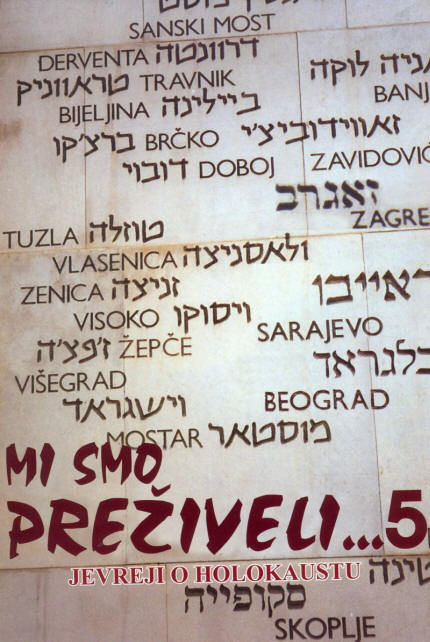 SANSKI MOST
DERVENTA דרוונטה
TRAVNIK טראווניק
BANJ
BIJELJINA ביילינה
BRČKO ברצ'קו
זאווידוביצ'י
DOBOJ דובוי
ZAVIDOVIĆ
זאגרב
ZAGRE
TUZLA טוזלה
VLASENICA ולאסניצה
ZENICA זניצה
VISOKO ויסוקו
SARAJEVO
ŽEPČE ז'פצ'ה
VIŠEGRAD
וישגראד
BEOGRAD
MOSTAR מוסטאר
MI SMO
PREŽIVELI...5
JEVREJI O HOLOKAUSTU
סקופייה
SKOPLJE